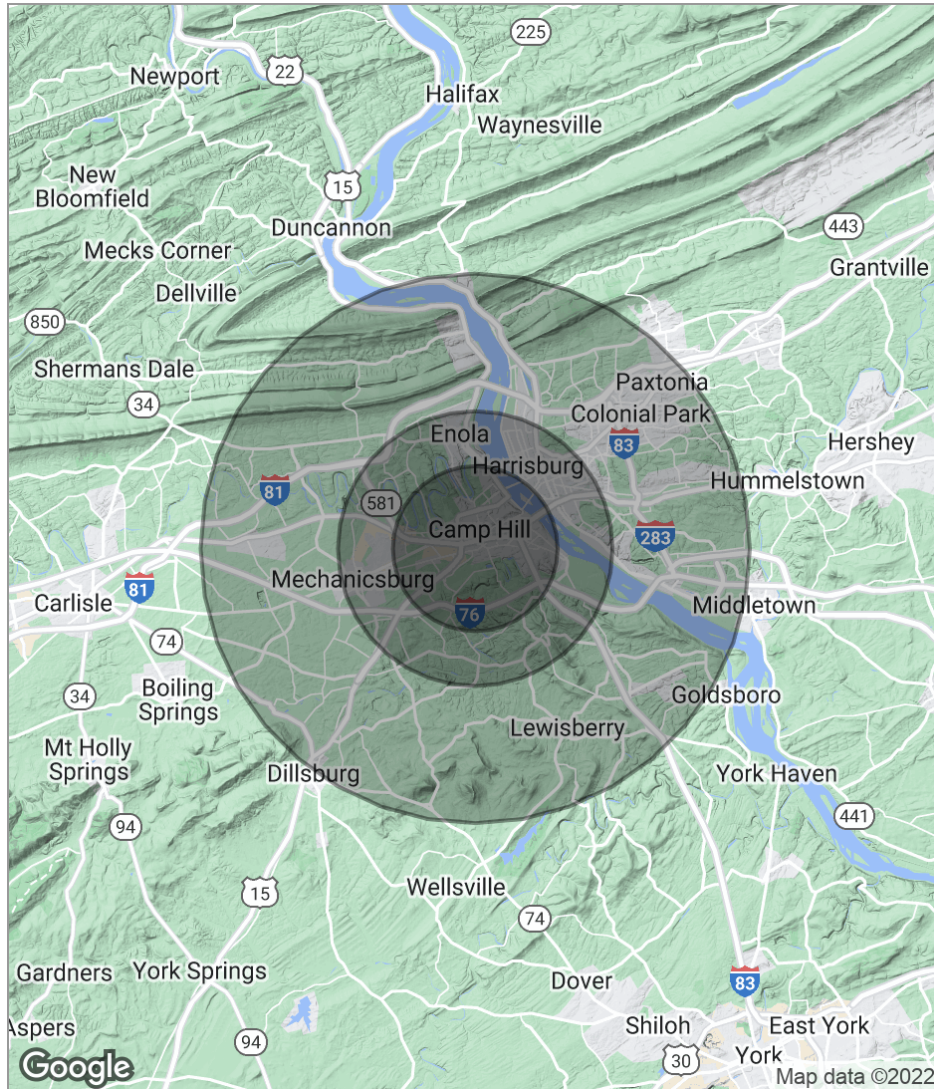 225
22
Newport
Halifax
Waynesville
New
Bloomfield
15
Duncannon
443
Mecks Corner
Grantville
Dellville
850
Shermans Dale
Paxtonia
34
Colonial Park
Enola
83
Hershey
Harrisburg
Hummelstown
81
581
Camp Hill
283
Mechanicsburg
81
Carlisle
76
Middletown
74
Boiling
Springs
34
Goldsboro
Lewisberry
Mt Holly
Springs
Dillsburg
York Haven
94
441
Wellsville
15
74
Gardners
York Springs
Dover
83
Aspers
Shiloh
East York
94
30
York
Google
Map data ©2022